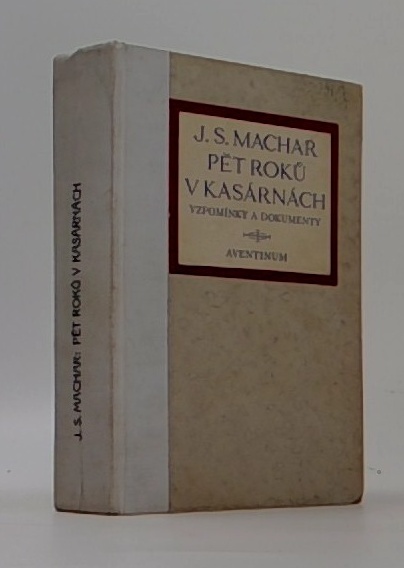 J. S. MACHAR
PĚT ROKŮ
V KASÁRNÁCH
VZPOMÍNKY A DOKUMENTY
AVENTINUM
J. S. MACHAR: PĚT ROKŮ V KASÁRNÁCH